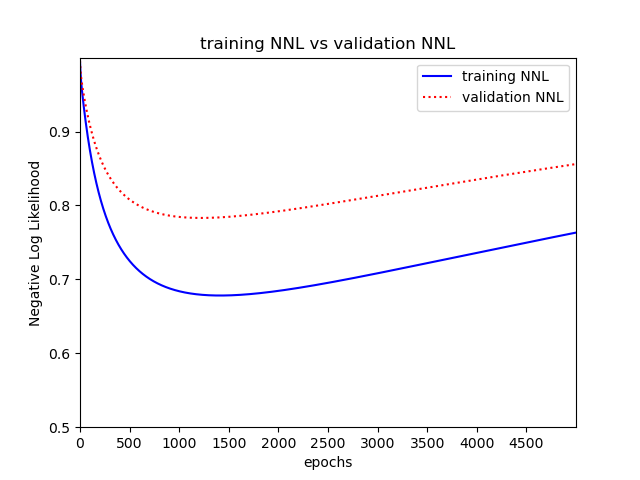 training NNL vs validation NNL
training NNL
validation NNL
Negative Log Likelihood
0.9
0.8
0.7
0.6
0.5
0 500 1000 1500 2000 2500 3000 3500 4000 4500
epochs